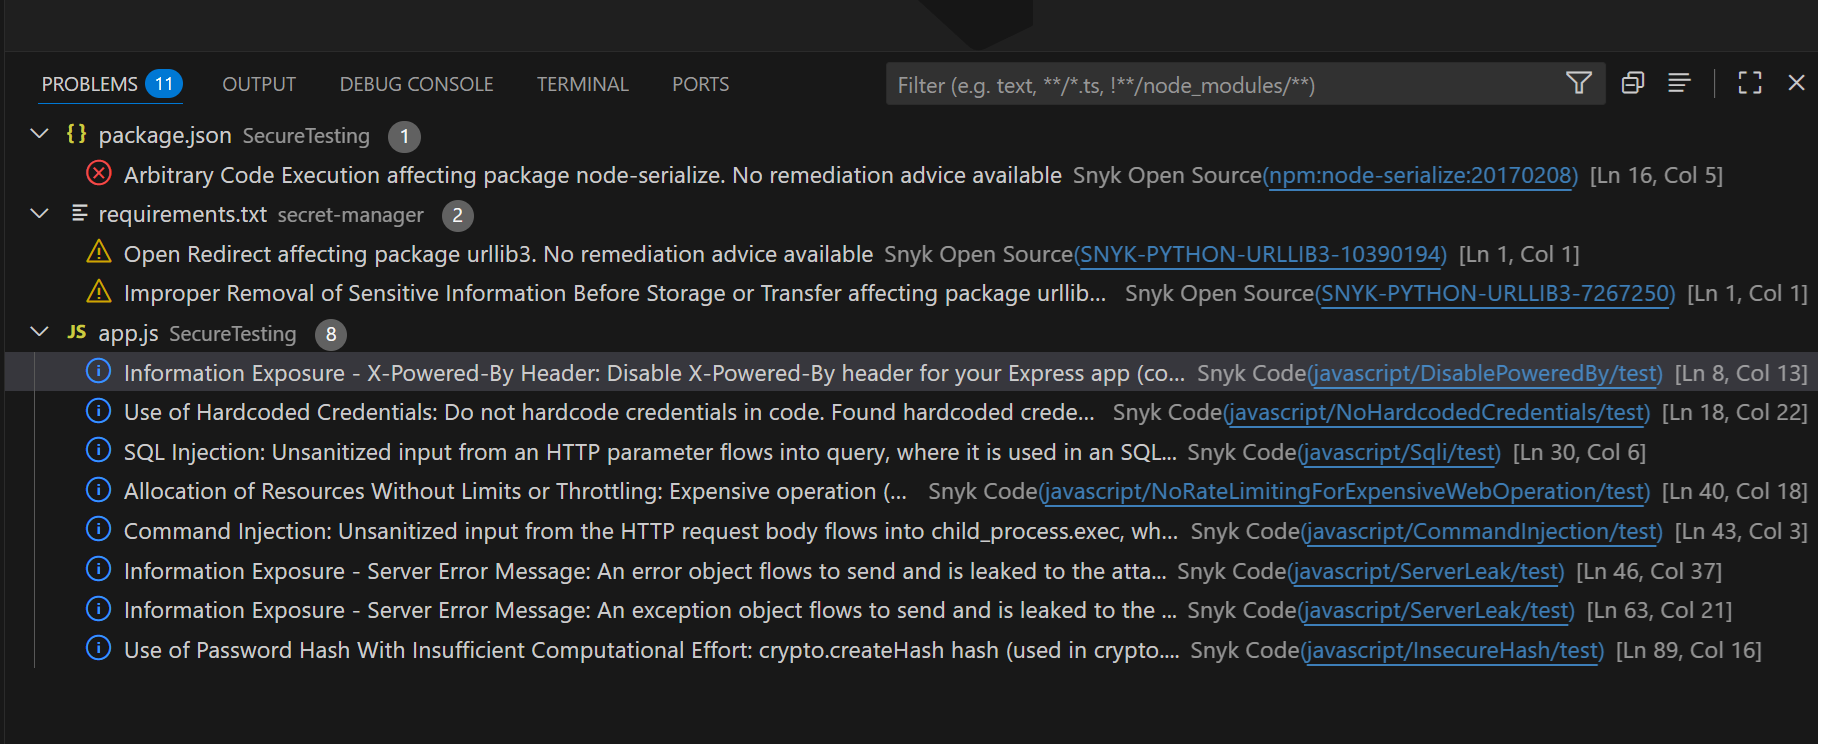 PROBLEMS 11 OUTPUT DEBUG CONSOLE TERMINAL PORTS Filter (e.g. text, **/*.ts, !**/node_modules/**)
{} package.json SecureTesting 1
Arbitrary Code Execution affecting package node-serialize. No remediation advice available Snyk Open Source(npm:node-serialize:20170208) [Ln 16, Col 5]
requirements.txt secret-manager 2
Open Redirect affecting package urllib3. No remediation advice available Snyk Open Source(SNYK-PYTHON-URLLIB3-10390194) [Ln 1, Col 1]
Improper Removal of Sensitive Information Before Storage or Transfer affecting package urllib... Snyk Open Source(SNYK-PYTHON-URLLIB3-7267250) [Ln 1, Col 1]
JS app.js SecureTesting 8
Information Exposure - X-Powered-By Header: Disable X-Powered-By header for your Express app (co... Snyk Code(javascript/DisablePoweredBy/test) [Ln 8, Col 13]
Use of Hardcoded Credentials: Do not hardcode credentials in code. Found hardcoded crede... Snyk Code(javascript/NoHardcodedCredentials/test) [Ln 18, Col 22]
SQL Injection: Unsanitized input from an HTTP parameter flows into query, where it is used in an SQL... Snyk Code(javascript/Sqli/test) [Ln 30, Col 6]
Allocation of Resources Without Limits or Throttling: Expensive operation (... Snyk Code(javascript/NoRateLimitingForExpensiveWebOperation/test) [Ln 40, Col 18]
Command Injection: Unsanitized input from the HTTP request body flows into child_process.exec, wh... Snyk Code(javascript/CommandInjection/test) [Ln 43, Col 3]
Information Exposure - Server Error Message: An error object flows to send and is leaked to the atta... Snyk Code(javascript/ServerLeak/test) [Ln 46, Col 37]
Information Exposure - Server Error Message: An exception object flows to send and is leaked to the ... Snyk Code(javascript/ServerLeak/test) [Ln 63, Col 21]
Use of Password Hash With Insufficient Computational Effort: crypto.createHash hash (used in crypto.... Snyk Code(javascript/InsecureHash/test) [Ln 89, Col 16]